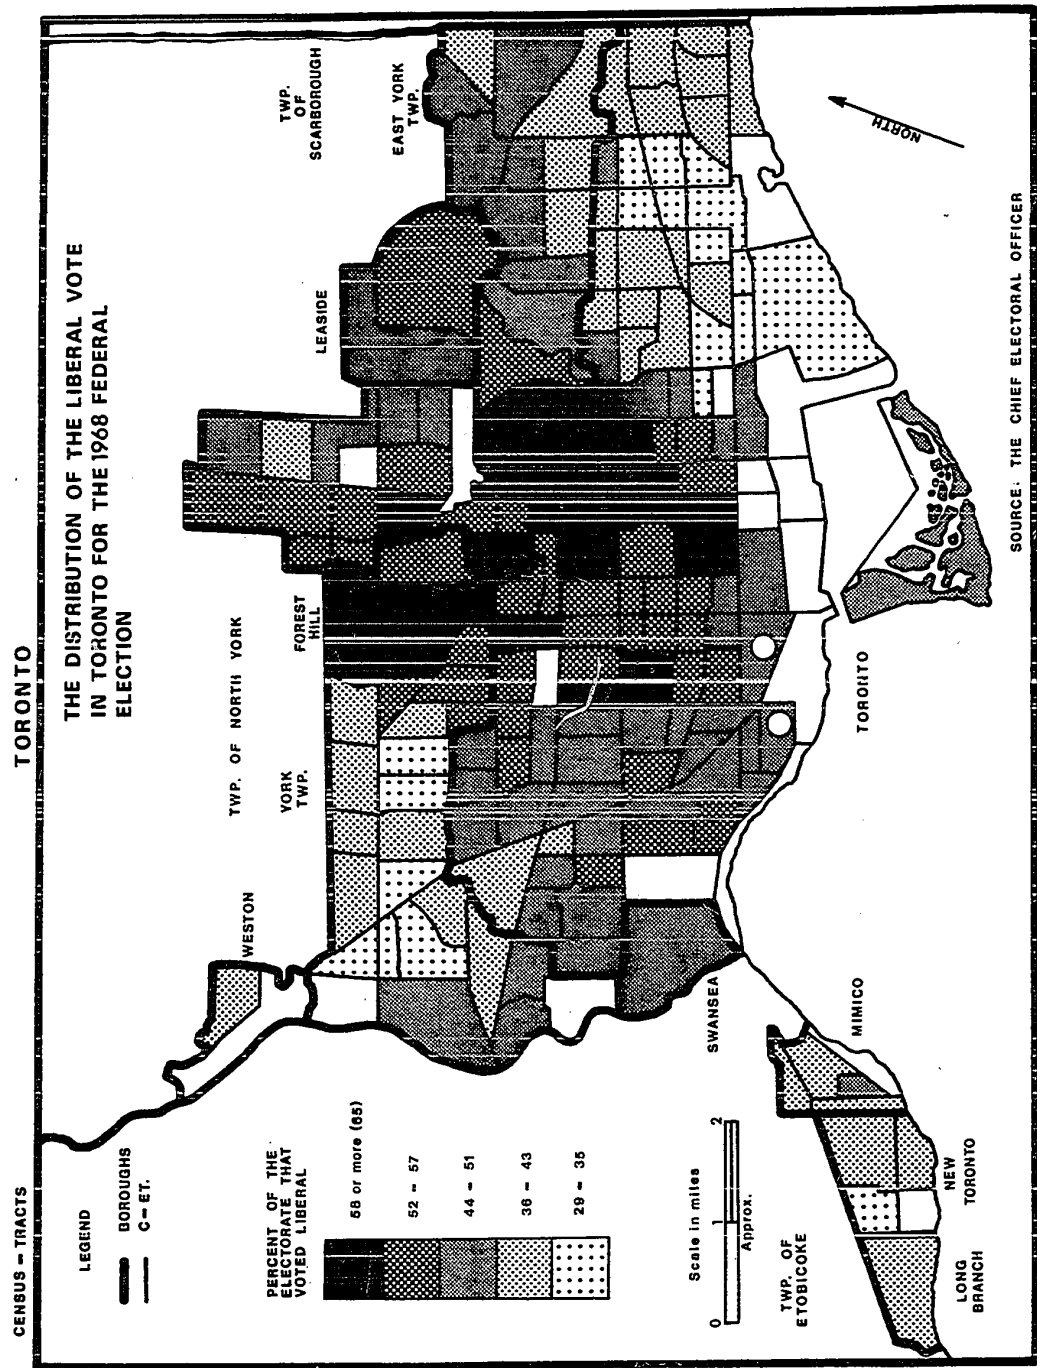 TORONTO
CENSUS – TRACTS
THE DISTRIBUTION OF THE LIBERAL VOTE
IN TORONTO FOR THE 1968 FEDERAL
ELECTION
LEGEND
BOROUGHS
C-ET.
PERCENT OF THE
ELECTORATE THAT
VOTED LIBERAL
58 or more (65)
52 – 57
44 – 51
36 – 43
29 – 35
Scale in miles
0 1 2
Approx.
WESTON
TWP. OF NORTH YORK
YORK
TWP.
FOREST
HILL
LEASIDE
TWP.
OF
SCARBOROUGH
EAST YORK
TWP.
SWANSEA
MIMICO
NEW
TORONTO
LONG
BRANCH
TWP. OF
ETOBICOKE
TORONTO
NORTH
SOURCE: THE CHIEF ELECTORAL OFFICER